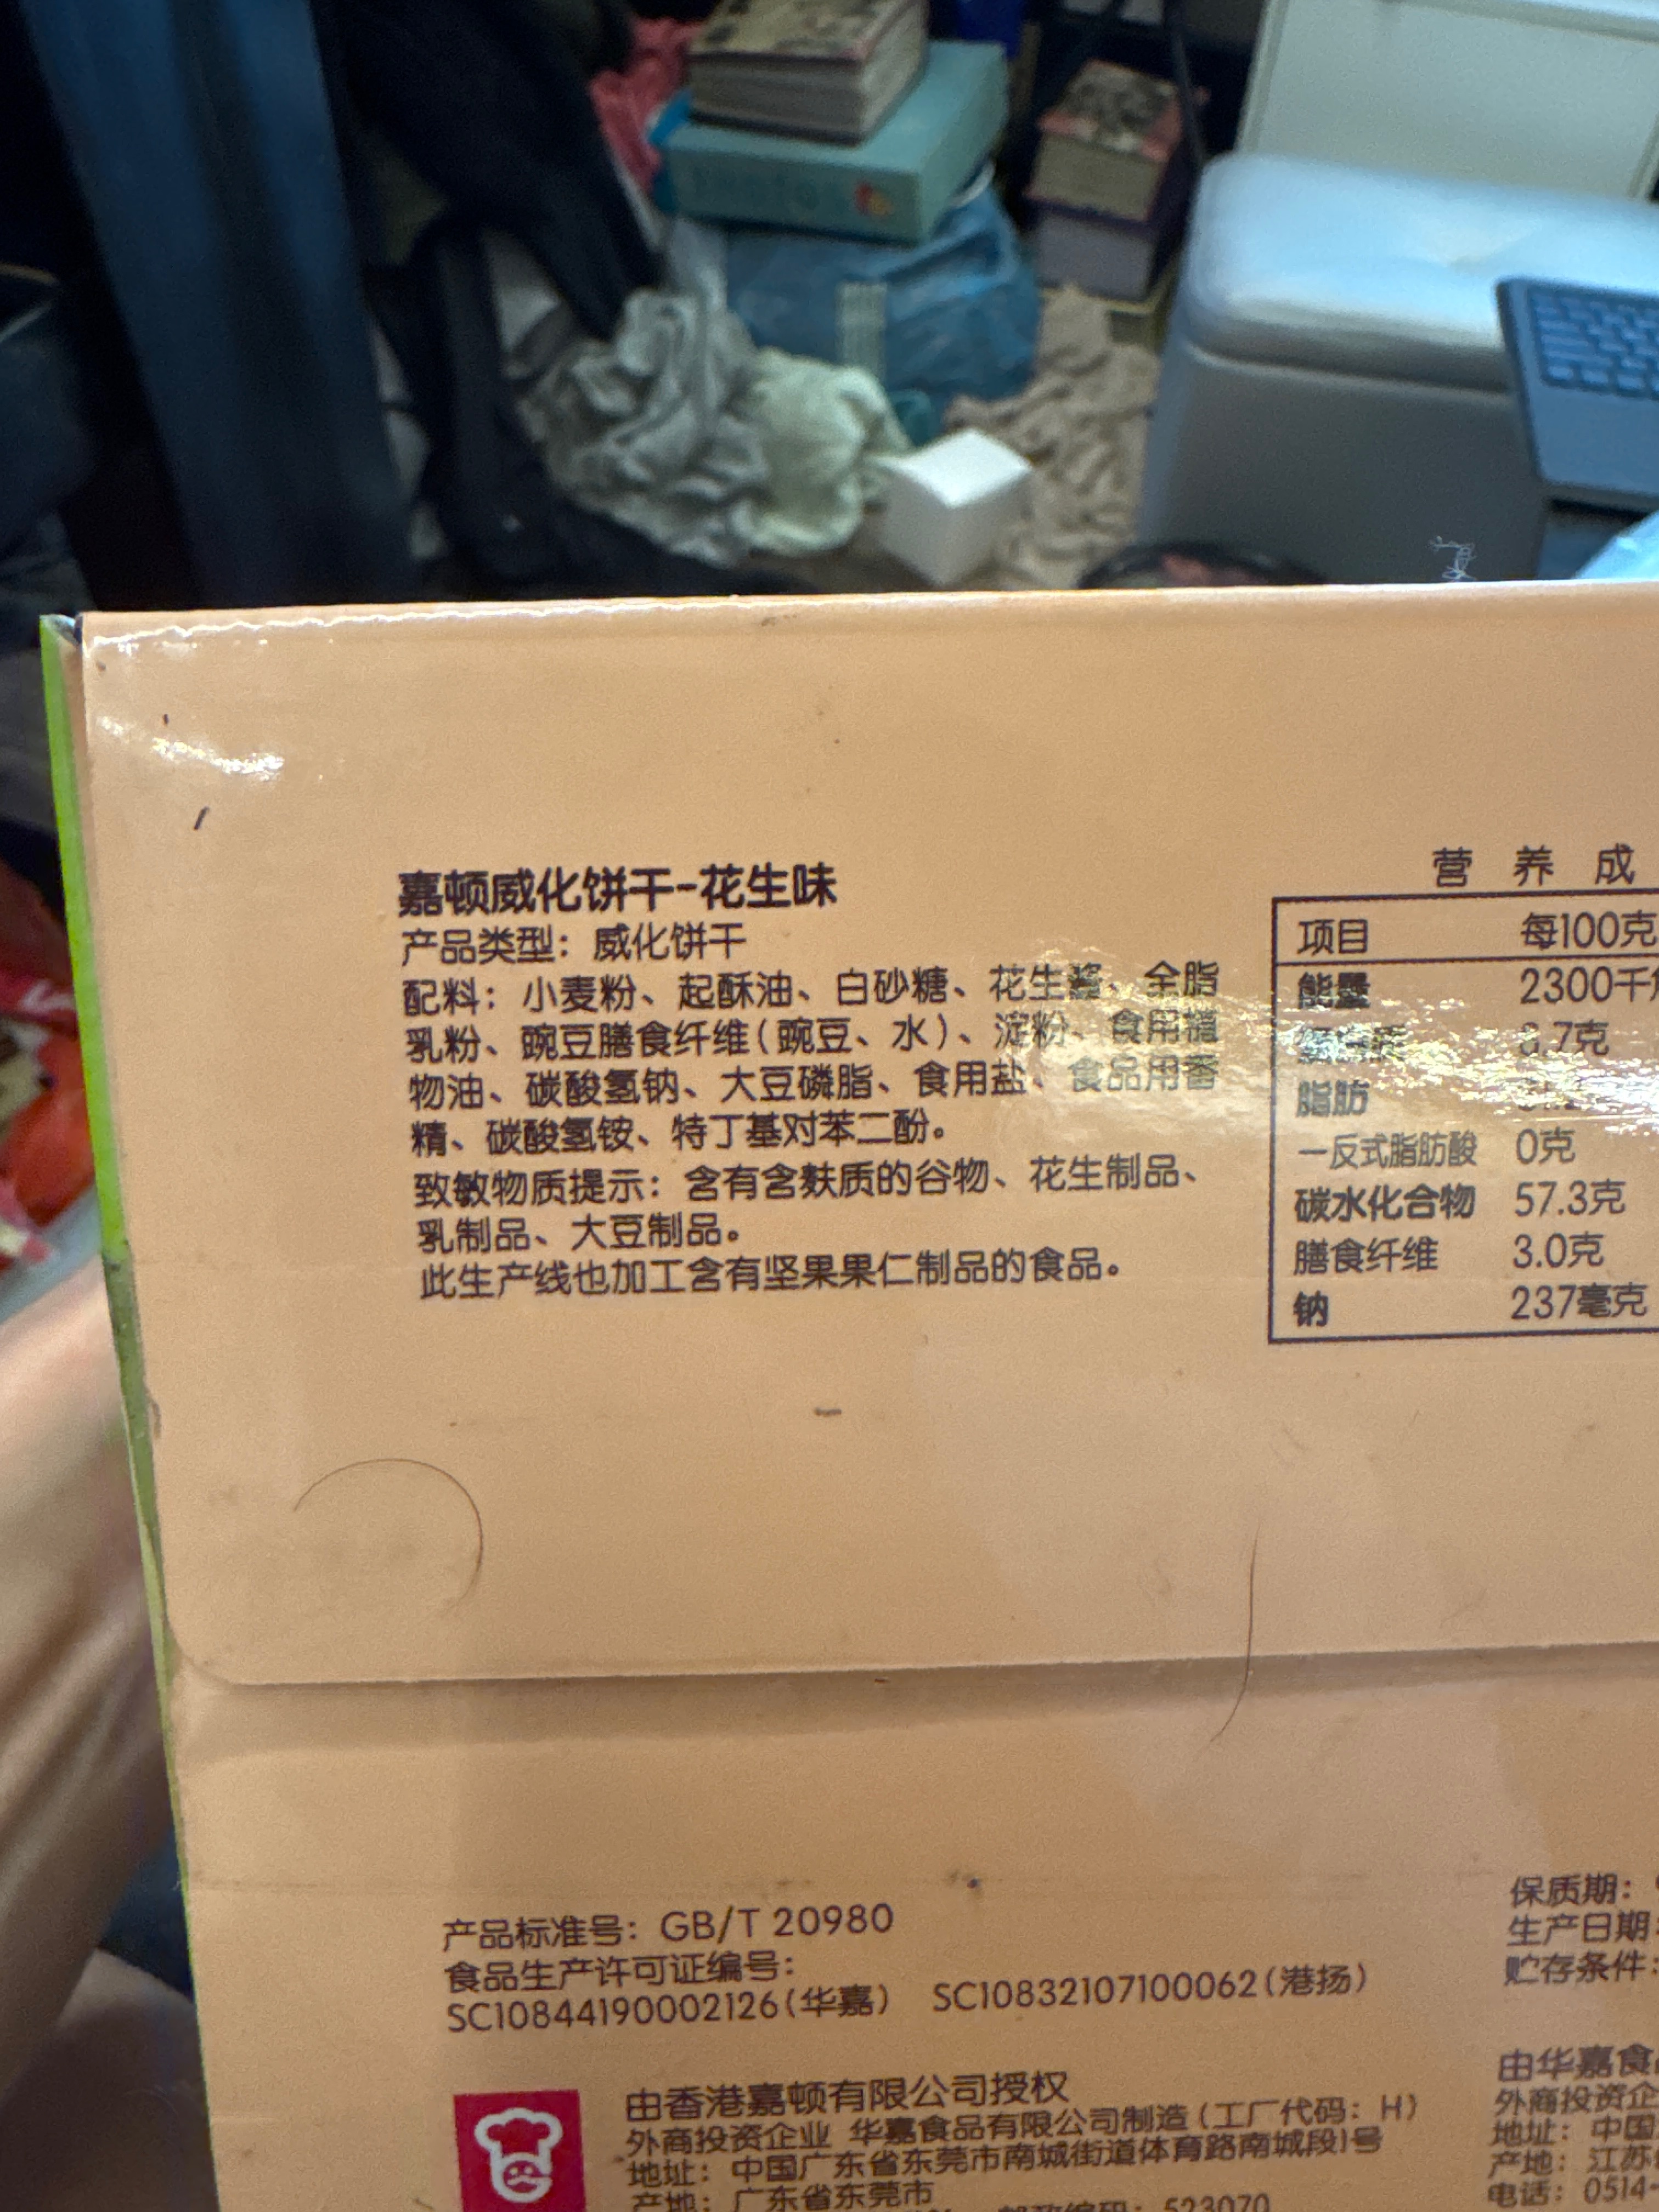 嘉顿威化饼干-花生味
产品类型：威化饼干
配料：小麦粉、起酥油、白砂糖、花生酱、全脂
乳粉、豌豆膳食纤维(豌豆、水)、淀粉、食用植
物油、碳酸氢钠、大豆磷脂、食用盐、食品用香
精、碳酸氢铵、特丁基对苯二酚。
致敏物质提示：含有含麸质的谷物、花生制品、
乳制品、大豆制品。
此生产线也加工含有坚果果仁制品的食品。
营 养 成
项目 每100克
能量 2300千
.7克
脂肪
—反式脂肪酸 0克
碳水化合物 57.3克
膳食纤维 3.0克
钠 237毫克
产品标准号：GB/T 20980
食品生产许可证编号：
SC10844190002126(华嘉) SC10832107100062(港扬)
由香港嘉顿有限公司授权
外商投资企业 华嘉食品有限公司制造(工厂代码：H)
地址：中国广东省东莞市南城街道体育路南城段1号
产地：广东省东莞市
邮政编码：523070
保质期：
生产日期：
贮存条件：
由华嘉食
外商投资企
地址：中国
产地：江苏
电话：0514-